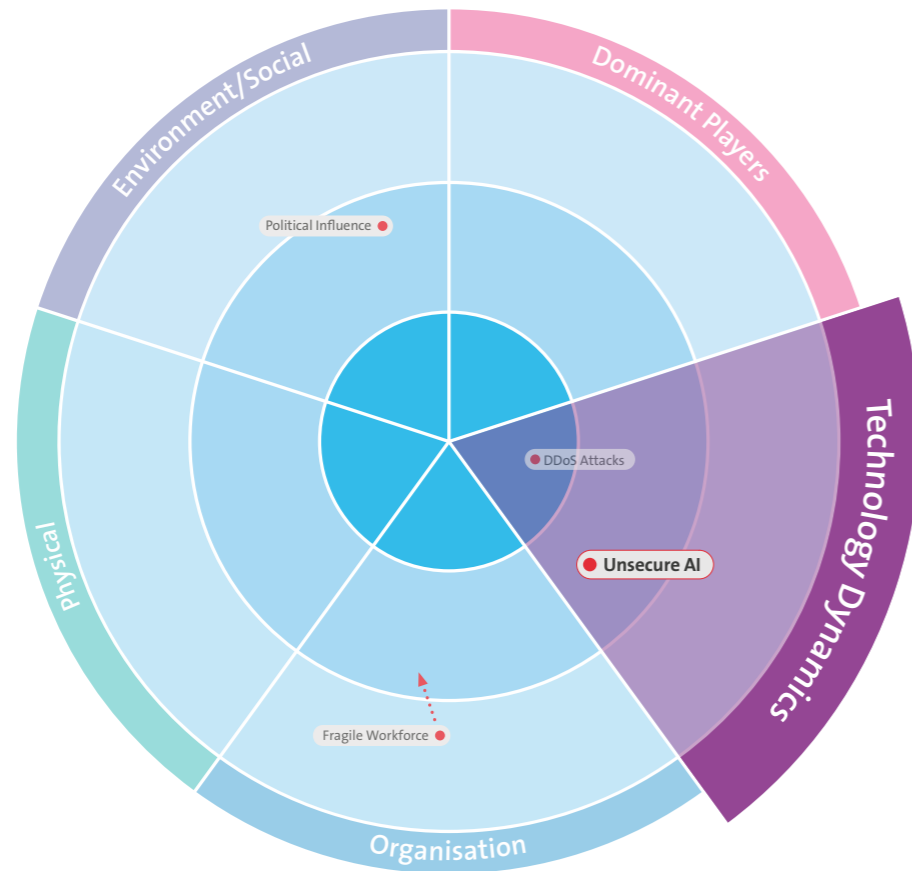 Environment/Social
Dominant Players
Political Influence
Technology Dynamics
DDoS Attacks
Unsecure AI
Physical
Fragile Workforce
Organisation